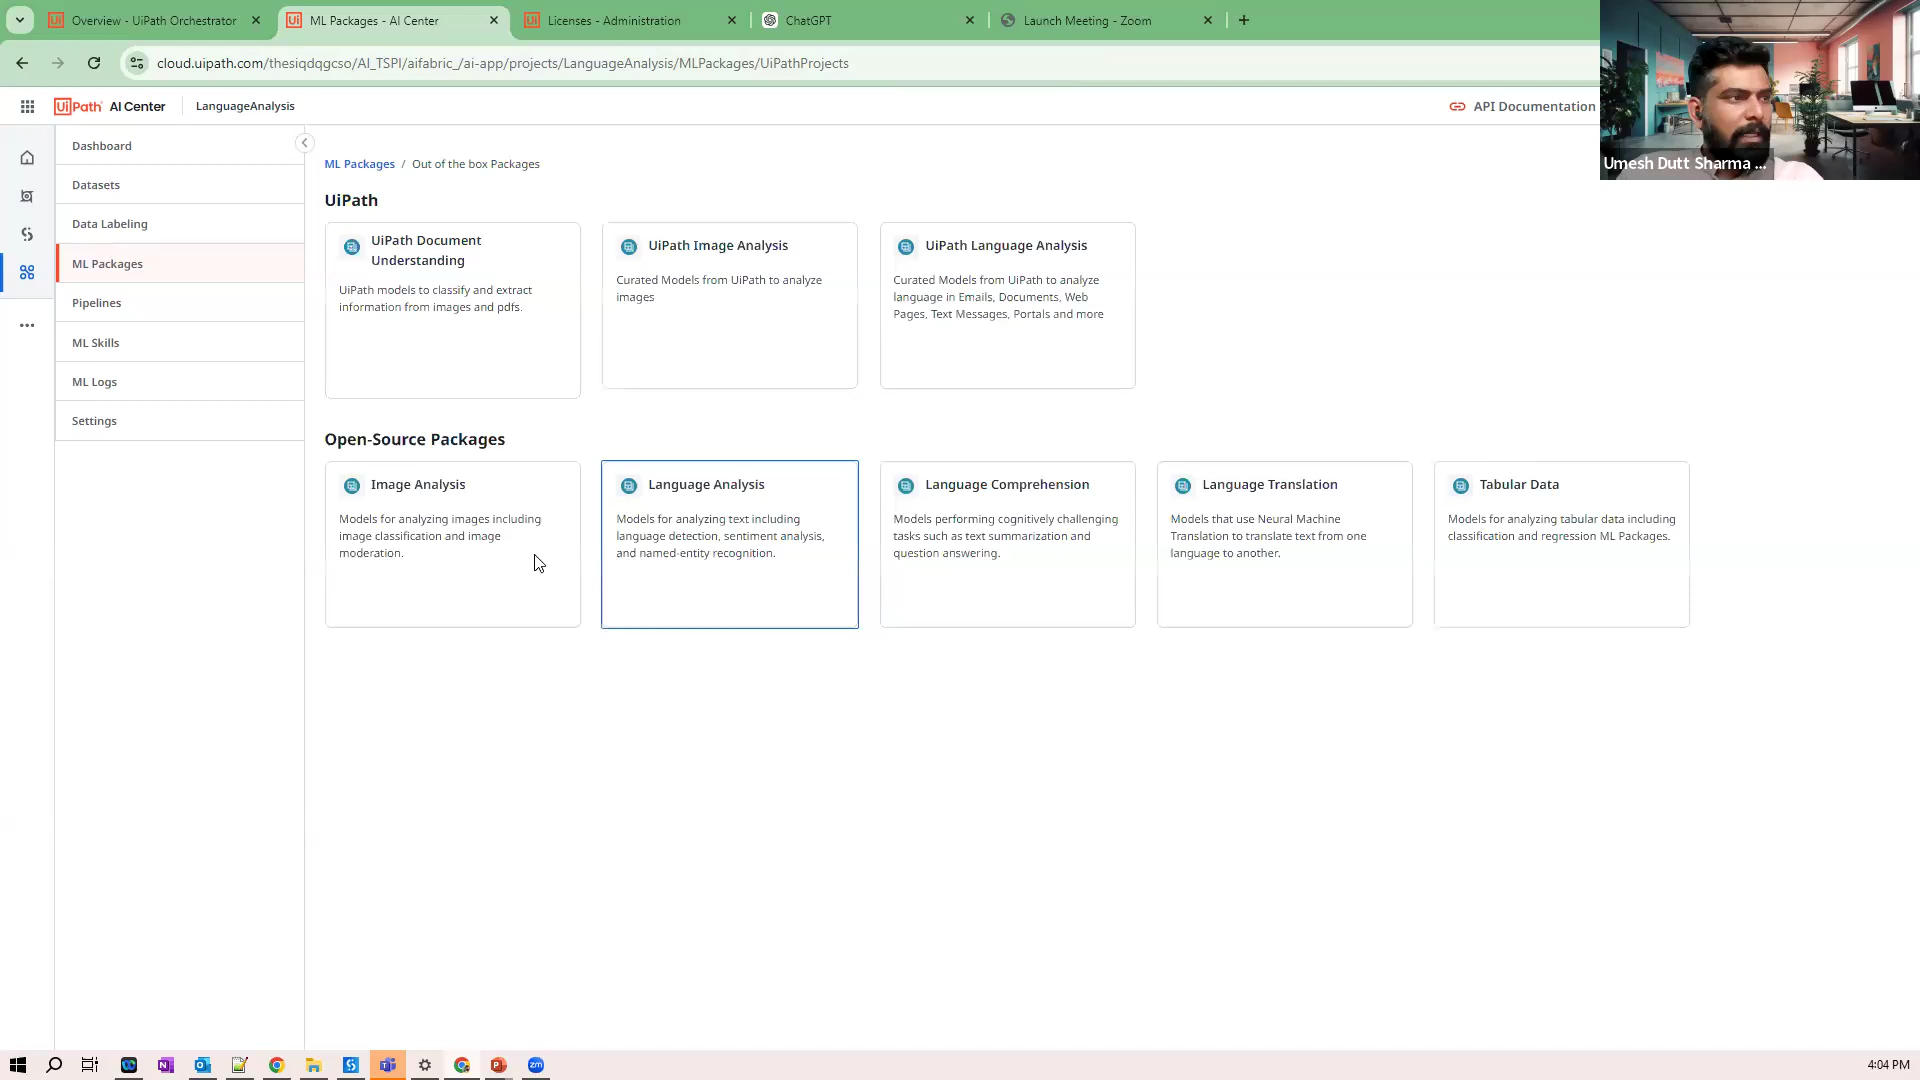 Overview - UiPath Orchestrator
ML Packages - AI Center
Licenses - Administration
ChatGPT
Launch Meeting - Zoom
cloud.uipath.com/thesiqdqgcso/AI_TSPI/aifabric_/ai-app/projects/LanguageAnalysis/MLPackages/UiPathProjects
UiPath AI Center
LanguageAnalysis
API Documentation
Umesh Dutt Sharma ...
Dashboard
Datasets
Data Labeling
ML Packages
Pipelines
ML Skills
ML Logs
Settings
ML Packages / Out of the box Packages
UiPath
UiPath Document
Understanding
UiPath models to classify and extract
information from images and pdfs.
UiPath Image Analysis
Curated Models from UiPath to analyze
images
UiPath Language Analysis
Curated Models from UiPath to analyze
language in Emails, Documents, Web
Pages, Text Messages, Portals and more
Open-Source Packages
Image Analysis
Models for analyzing images including
image classification and image
moderation.
Language Analysis
Models for analyzing text including
language detection, sentiment analysis,
and named-entity recognition.
Language Comprehension
Models performing cognitively challenging
tasks such as text summarization and
question answering.
Language Translation
Models that use Neural Machine
Translation to translate text from one
language to another.
Tabular Data
Models for analyzing tabular data including
classification and regression ML Packages.
4:04 PM